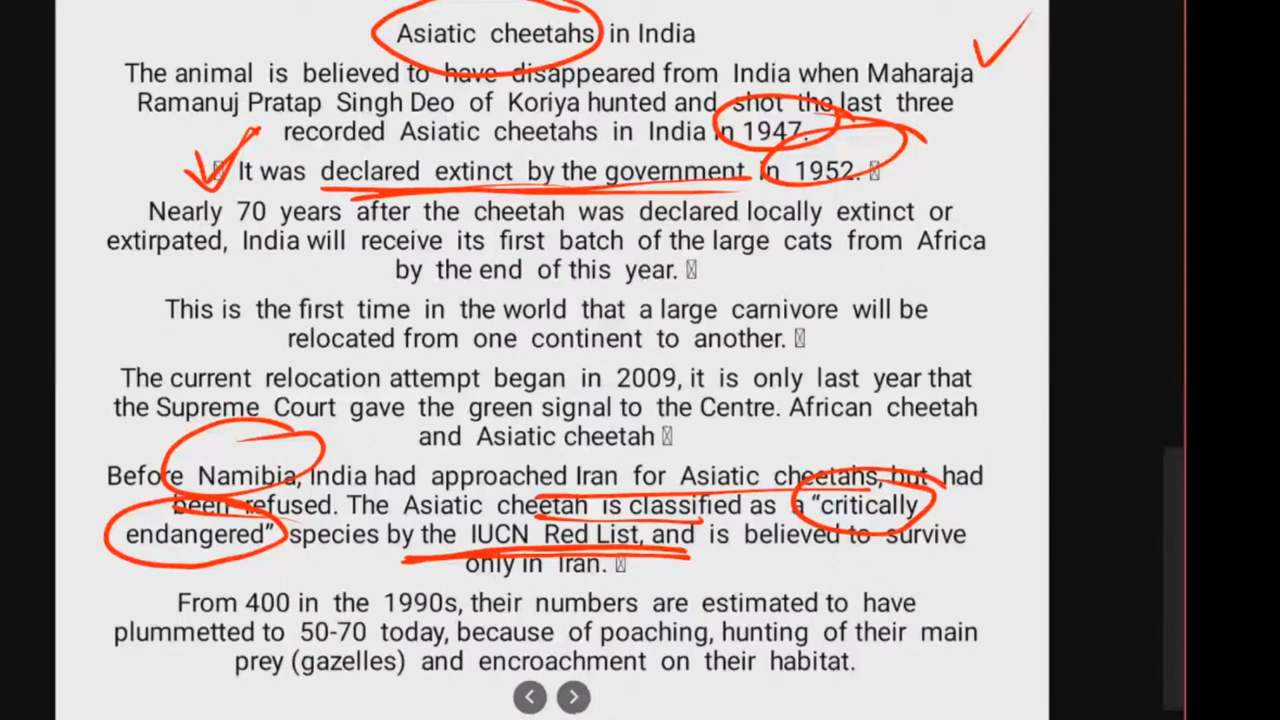 Asiatic cheetahs in India
The animal is believed to have disappeared from India when Maharaja
Ramanuj Pratap Singh Deo of Koriya hunted and shot the last three
recorded Asiatic cheetahs in India in 1947.
It was declared extinct by the government in 1952.
Nearly 70 years after the cheetah was declared locally extinct or
extirpated, India will receive its first batch of the large cats from Africa
by the end of this year.
This is the first time in the world that a large carnivore will be
relocated from one continent to another.
The current relocation attempt began in 2009, it is only last year that
the Supreme Court gave the green signal to the Centre. African cheetah
and Asiatic cheetah
Before Namibia, India had approached Iran for Asiatic cheetahs, but had
been refused. The Asiatic cheetah is classified as a “critically
endangered” species by the IUCN Red List, and is believed to survive
only in Iran.
From 400 in the 1990s, their numbers are estimated to have
plummetted to 50-70 today, because of poaching, hunting of their main
prey (gazelles) and encroachment on their habitat.